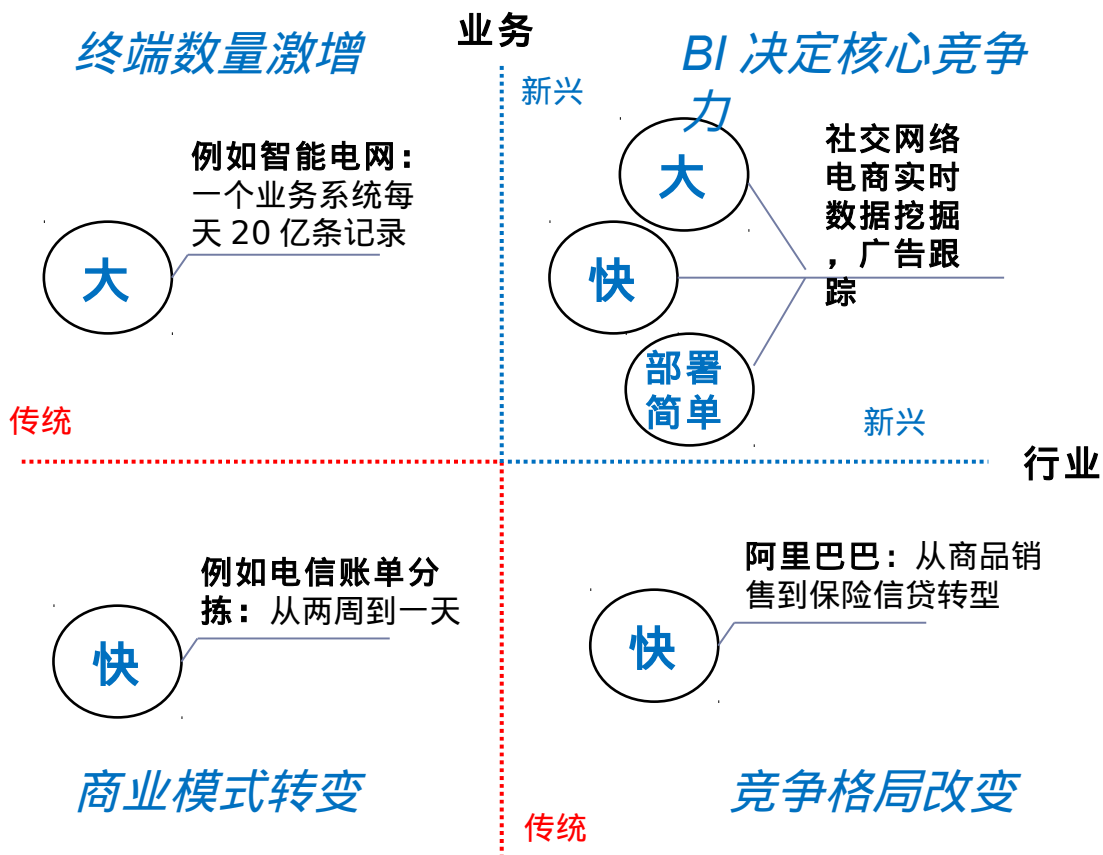 业务
终端数量激增
BI 决定核心竞争
力
新兴
例如智能电网：
一个业务系统每
天 20 亿条记录
大
大
快
部署
简单
社交网络
电商实时
数据挖掘
，广告跟
踪
传统
新兴
行业
例如电信账单分
拣：从两周到一天
快
阿里巴巴：从商品销
售到保险信贷转型
快
商业模式转变
竞争格局改变
传统